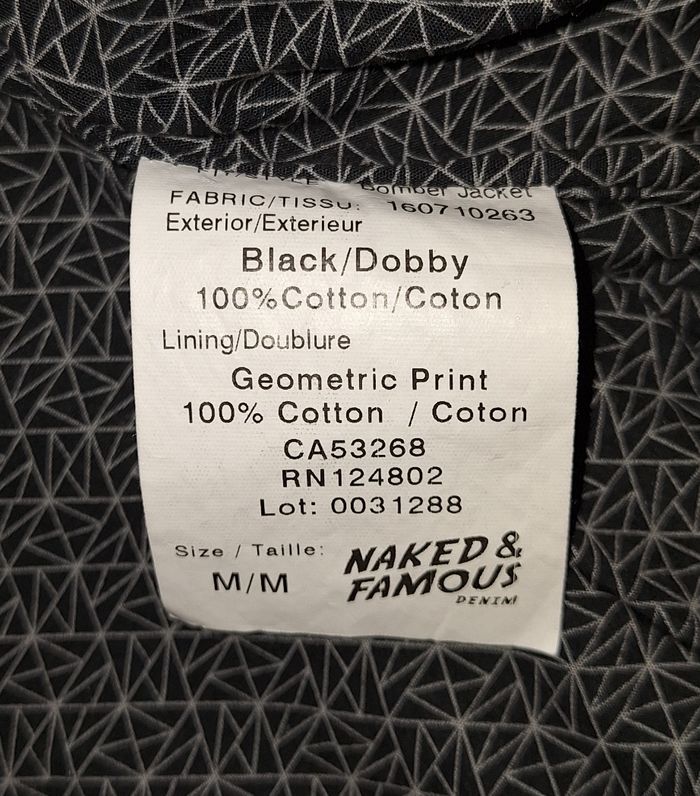 Bomber Jacket
FABRIC/TISSU: 160710263
Exterior/Exterieur
Black/Dobby
100%Cotton/Coton
Lining/Doublure
Geometric Print
100% Cotton / Coton
CA53268
RN124802
Lot: 0031288
Size / Taille:
M/M
NAKED &
FAMOUS
DENIM